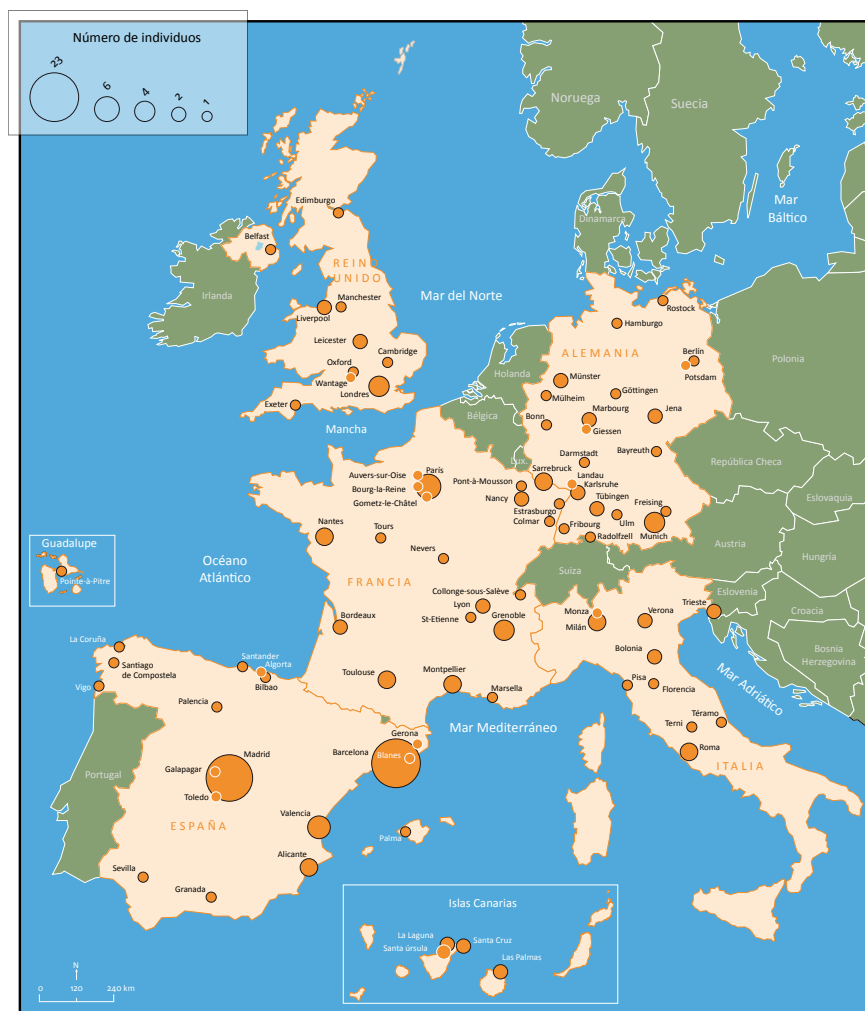 Número de individuos
23
6
4
2
1
Noruega
Suecia
Mar
Báltico
Dinamarca
Edimburgo
Belfast
REINO
UNIDO
Irlanda
Mar del Norte
Manchester
Liverpool
Rostock
Hamburgo
Leicester
Cambridge
ALEMANIA
Berlín
Polonia
Oxford
Wantage
Londres
Holanda
Münster
Potsdam
Mülheim
Göttingen
Exeter
Bélgica
Marbourg
Jena
Bonn
Giessen
Mancha
Bayreuth
Lux.
Darmstadt
República Checa
Auvers-sur-Oise
París
Pont-à-Mousson
Sarrebruck
Landau
Bourg-la-Reine
Karlsruhe
Nancy
Eslovaquia
Gometz-le-Châtel
Estrasburgo
Tübingen
Freising
Colmar
Nantes
Tours
Fribourg
Ulm
Munich
Radolfzell
Guadalupe
Pointe-à-Pitre
Océano
Atlántico
Nevers
Austria
Hungría
FRANCIA
Suiza
Collonge-sous-Salève
Eslovenia
Lyon
St-Etienne
Grenoble
Monza
Milán
Verona
Trieste
Croacia
Bordeaux
La Coruña
Bolonia
Bosnia
Herzegovina
Santiago
de Compostela
Santander
Algorta
Bilbao
Toulouse
Montpellier
Marsella
Pisa
Florencia
Mar Adriático
Vigo
Palencia
Téramo
Terni
Mar Mediterráneo
Gerona
Barcelona
Blanes
Roma
Madrid
Galapagar
ITALIA
Portugal
Toledo
Valencia
ESPAÑA
Palma
Alicante
Sevilla
Granada
Islas Canarias
La Laguna
Santa Cruz
Santa úrsula
Las Palmas
N
0
120
240 km